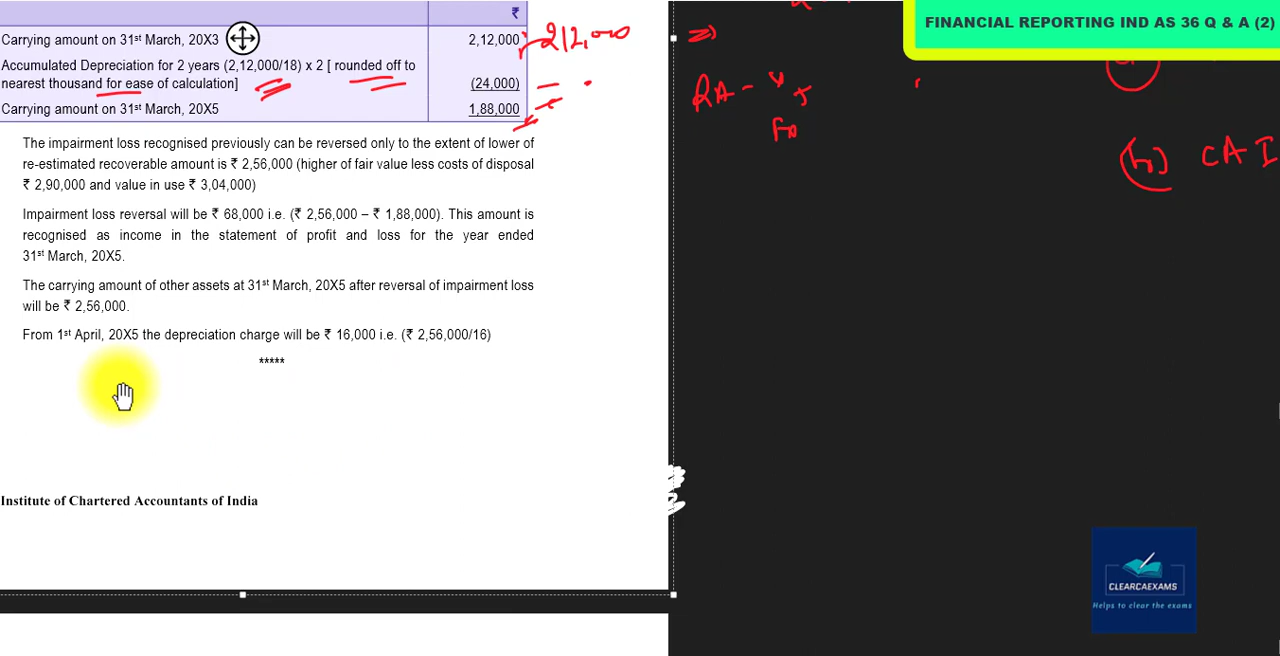 ₹
Carrying amount on 31st March, 20X3 2,12,000
212,000
Accumulated Depreciation for 2 years (2,12,000/18) x 2 [ rounded off to
nearest thousand for ease of calculation] (24,000)
Carrying amount on 31st March, 20X5 1,88,000
The impairment loss recognised previously can be reversed only to the extent of lower of
re-estimated recoverable amount is ₹ 2,56,000 (higher of fair value less costs of disposal
₹ 2,90,000 and value in use ₹ 3,04,000)
Impairment loss reversal will be ₹ 68,000 i.e. (₹ 2,56,000 – ₹ 1,88,000). This amount is
recognised as income in the statement of profit and loss for the year ended
31st March, 20X5.
The carrying amount of other assets at 31st March, 20X5 after reversal of impairment loss
will be ₹ 2,56,000.
From 1st April, 20X5 the depreciation charge will be ₹ 16,000 i.e. (₹ 2,56,000/16)
*****
Institute of Chartered Accountants of India
FINANCIAL REPORTING IND AS 36 Q & A (2)
RA -
CA I
CLEARCAEXAMS
Helps to clear the exams